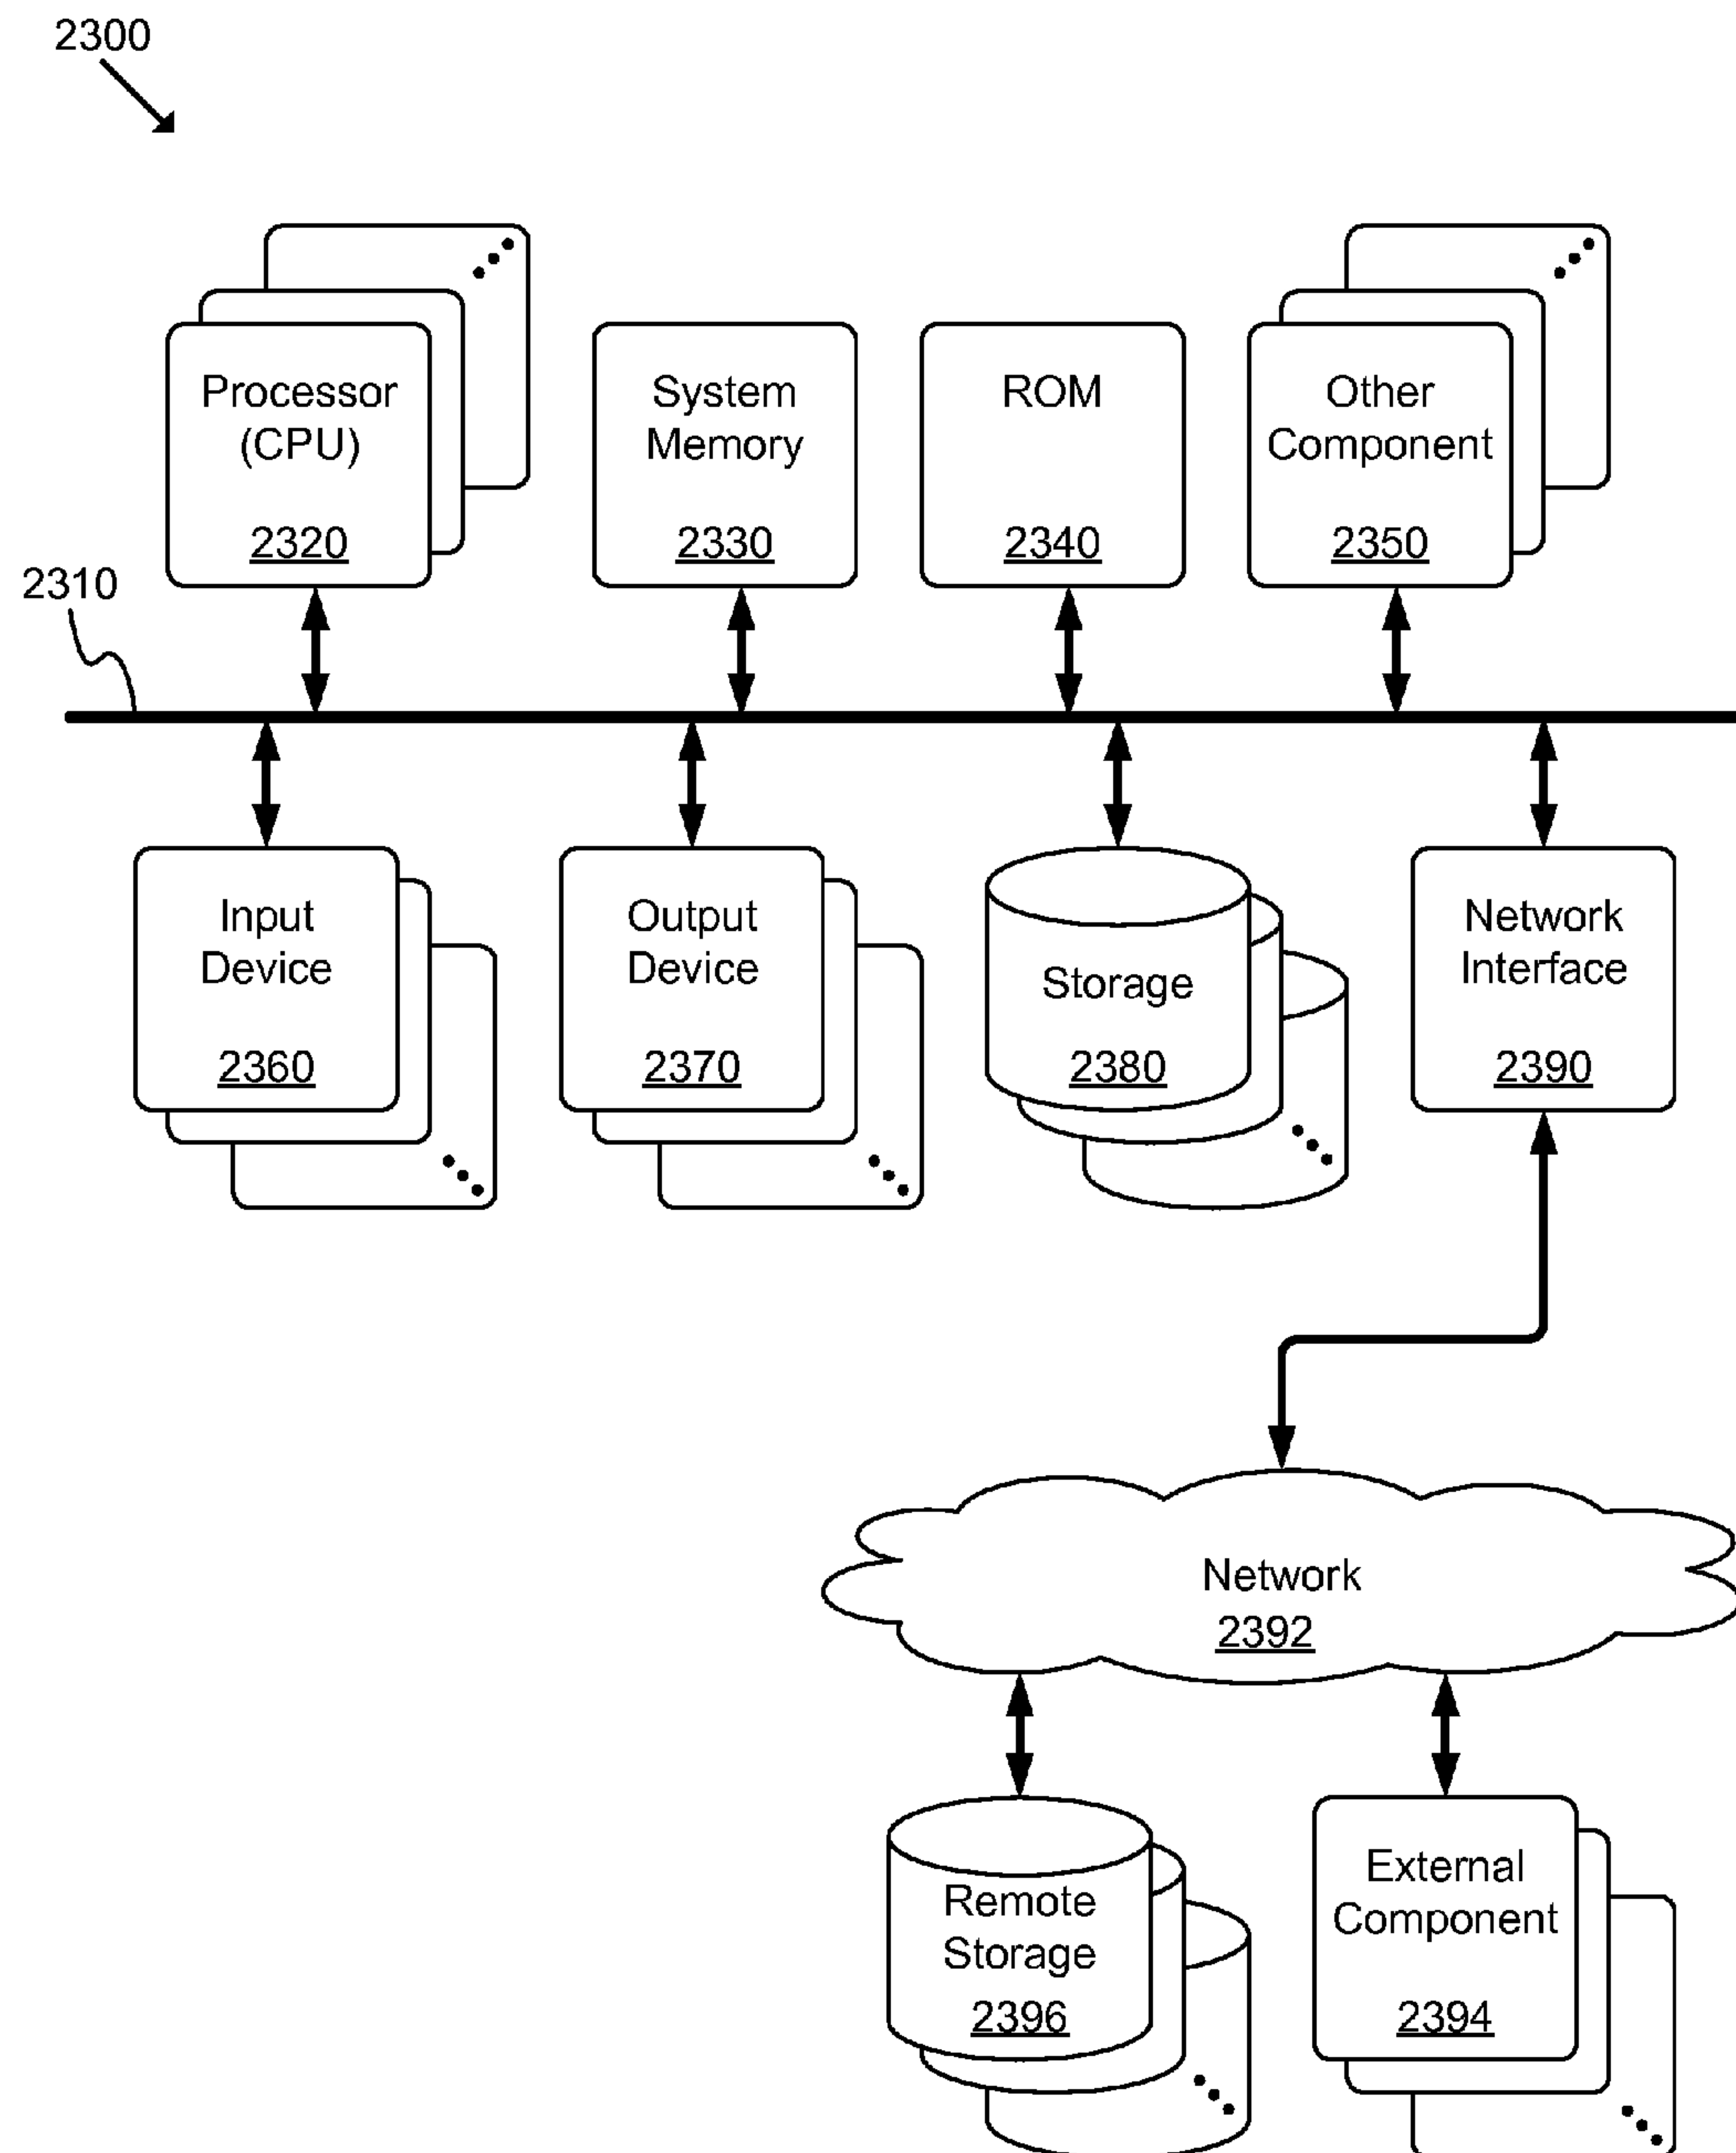 2300
Processor
(CPU)
2320
System
Memory
2330
ROM
2340
Other
Component
2350
2310
Input
Device
2360
Output
Device
2370
Storage
2380
Network
Interface
2390
Network
2392
Remote
Storage
2396
External
Component
2394